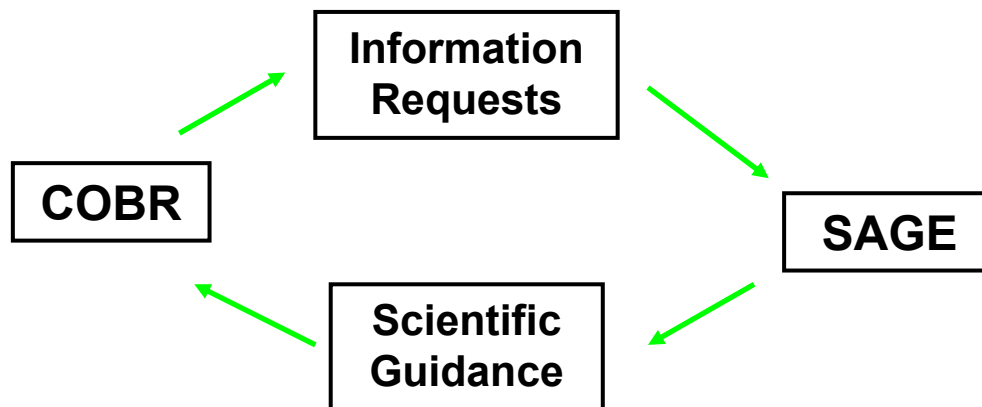 Information
Requests
COBR
SAGE
Scientific
Guidance